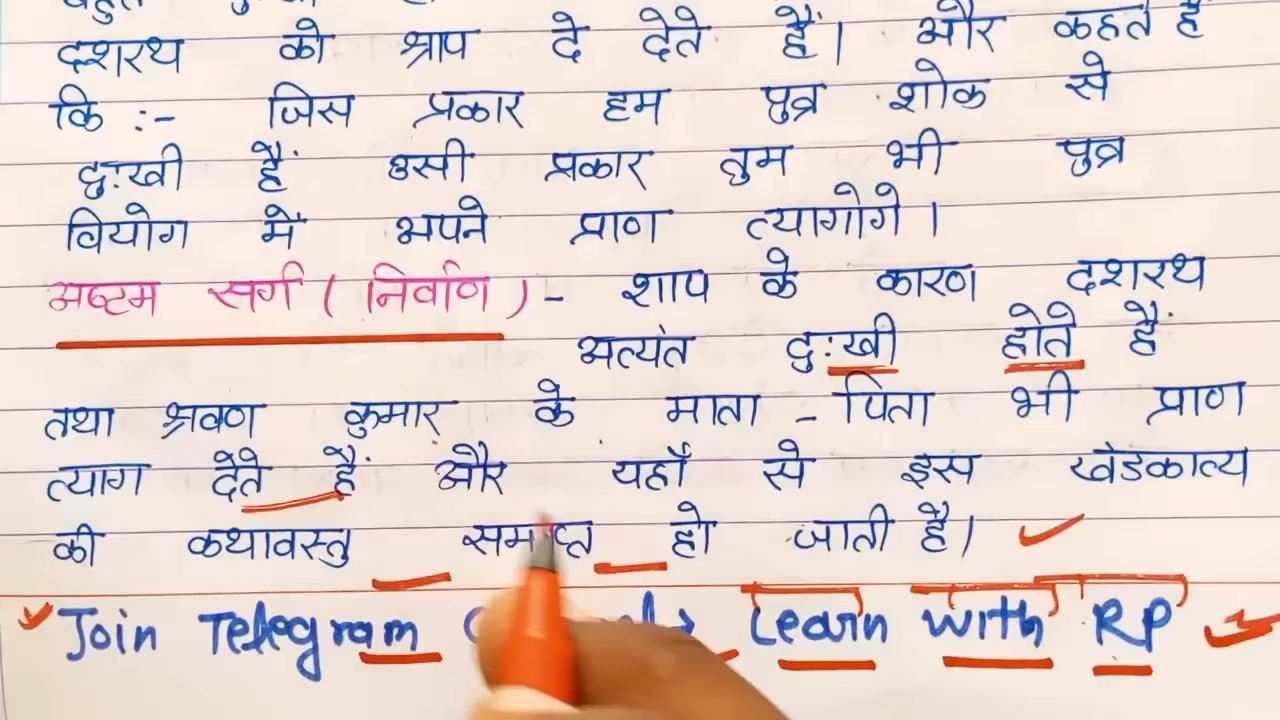 दशरथ को श्राप दे देते हैं। और कहते हैं
कि :- जिस प्रकार हम पुत्र शोक से
दुःखी हैं उसी प्रकार तुम भी पुत्र
वियोग में अपने प्राण त्यागोगे।
अष्टम सर्ग ( निर्वाण ) - शाप के कारण दशरथ
अत्यंत दुःखी होते हैं
तथा श्रवण कुमार के माता - पिता भी प्राण
त्याग देते हैं और यहाँ से इस खंडकाव्य
की कथावस्तु समाप्त हो जाती है।
Join Telegram Learn With RP